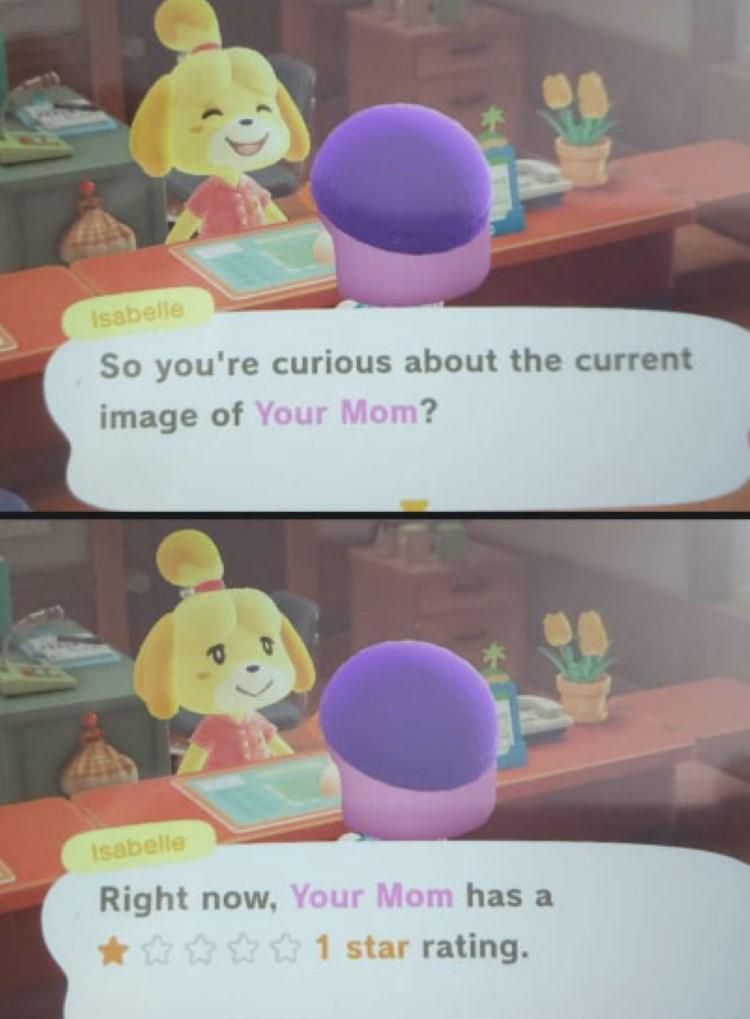 Isabelle
So you're curious about the current
image of Your Mom?
Isabelle
Right now, Your Mom has a
1 star rating.